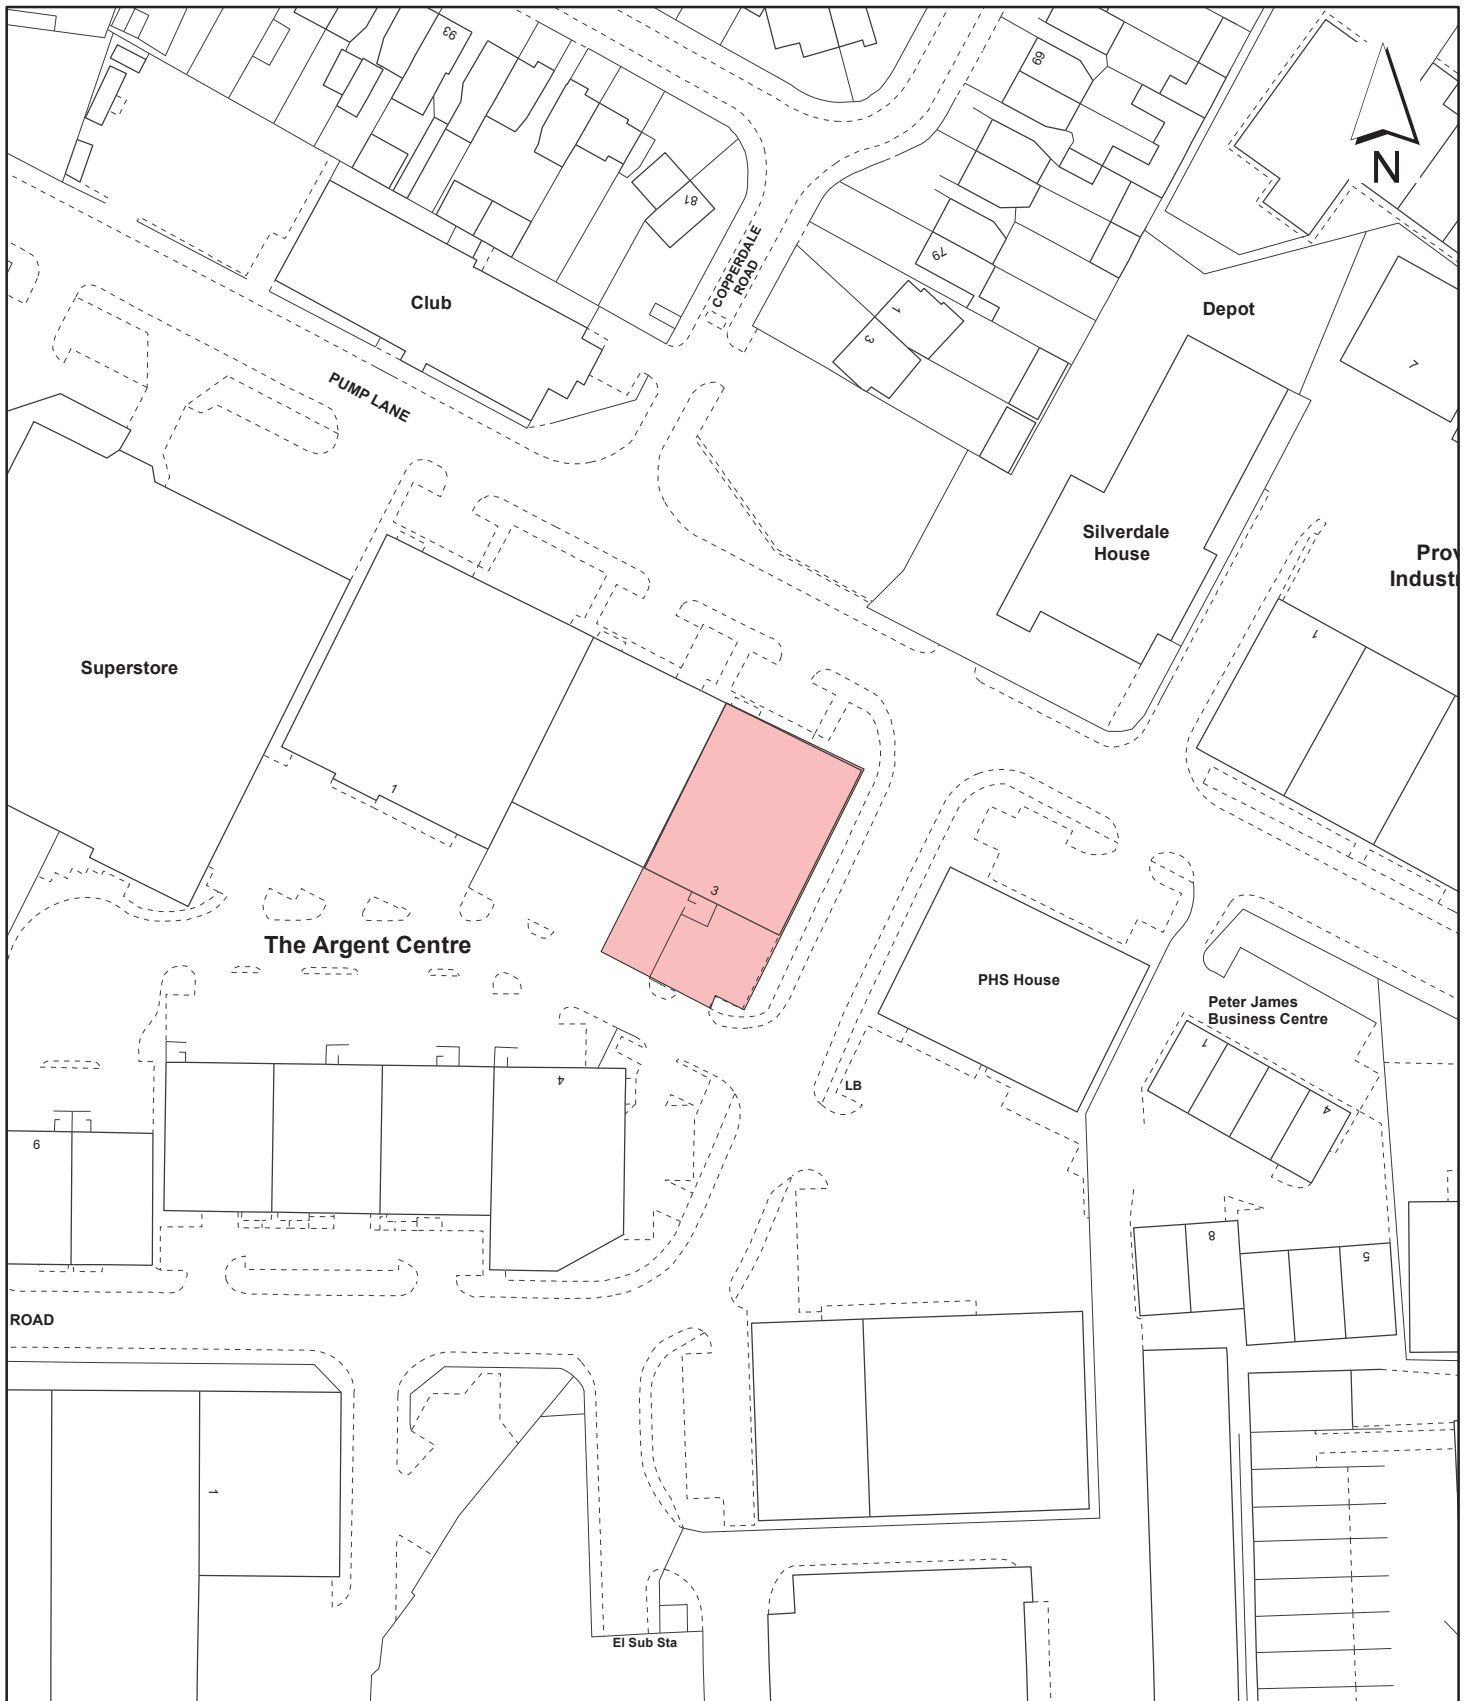 93
69
N
81
COPPERDALE
ROAD
79
Club
1
Depot
3
7
PUMP LANE
Silverdale
House
Prov
Industr
1
Superstore
1
3
The Argent Centre
PHS House
Peter James
Business Centre
1
4
LB
4
9
8
5
ROAD
1
El Sub Sta